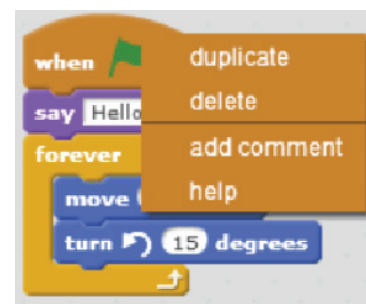 when
say Hello
forever
move
turn 15 degrees
duplicate
delete
add comment
help